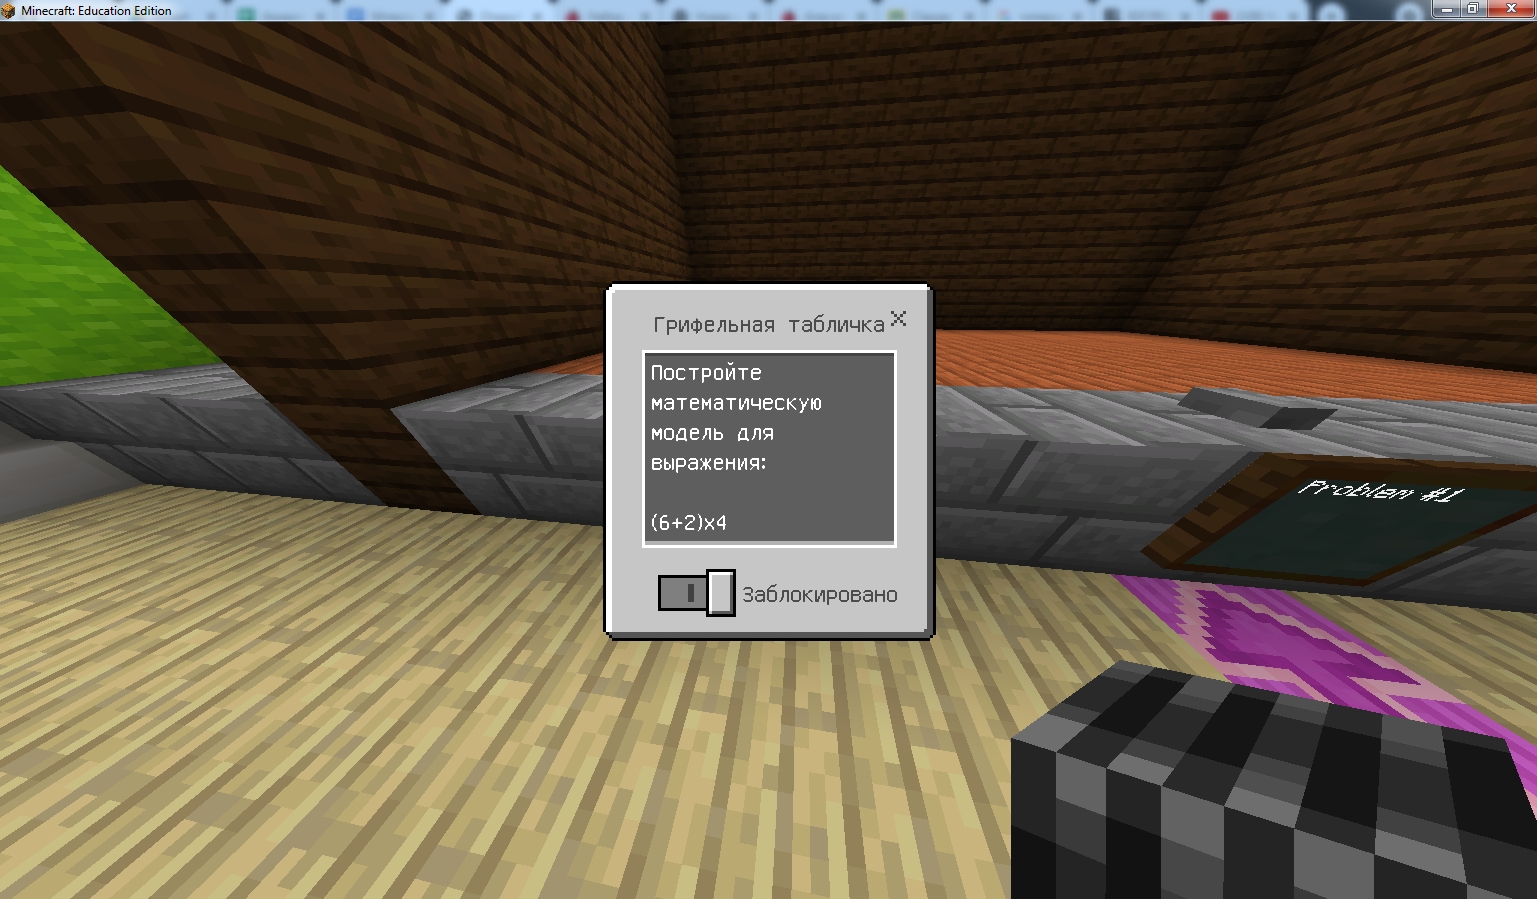 Minecraft: Education Edition
Грифельная табличка
Постройте
математическую
модель для
выражения:
(6+2)x4
Заблокировано
Problem #1